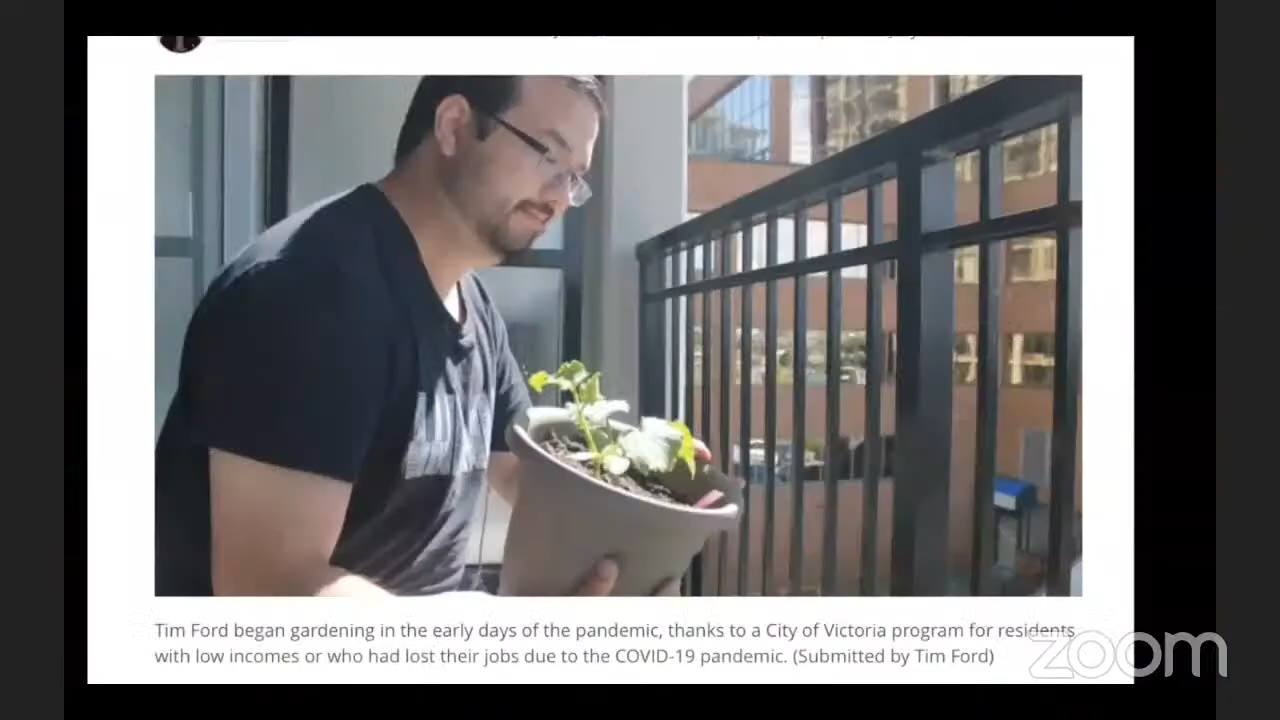 Tim Ford began gardening in the early days of the pandemic, thanks to a City of Victoria program for residents
with low incomes or who had lost their jobs due to the COVID-19 pandemic. (Submitted by Tim Ford)
zoom